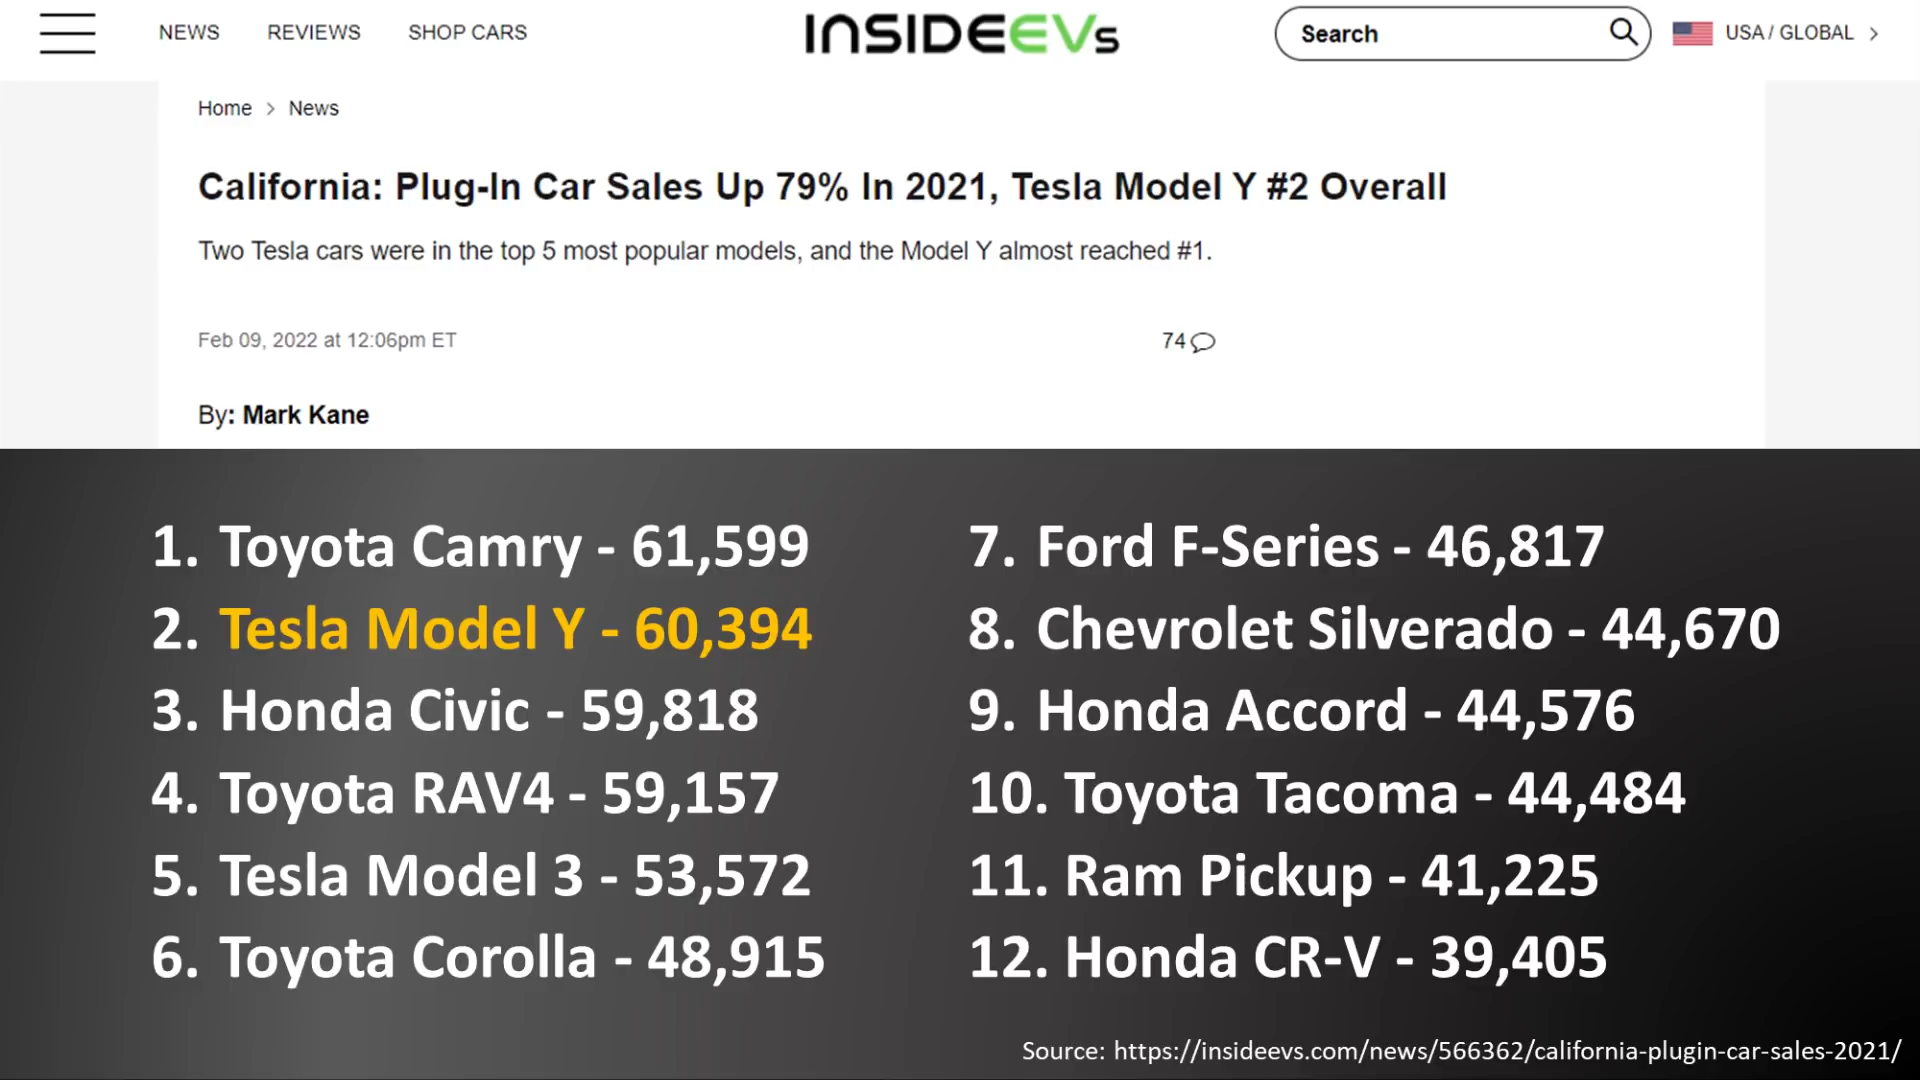 NEWS REVIEWS SHOP CARS INSIDEEVs Search USA / GLOBAL >
Home > News
California: Plug-In Car Sales Up 79% In 2021, Tesla Model Y #2 Overall
Two Tesla cars were in the top 5 most popular models, and the Model Y almost reached #1.
Feb 09, 2022 at 12:06pm ET 74
By: Mark Kane
1. Toyota Camry - 61,599
2. Tesla Model Y - 60,394
3. Honda Civic - 59,818
4. Toyota RAV4 - 59,157
5. Tesla Model 3 - 53,572
6. Toyota Corolla - 48,915
7. Ford F-Series - 46,817
8. Chevrolet Silverado - 44,670
9. Honda Accord - 44,576
10. Toyota Tacoma - 44,484
11. Ram Pickup - 41,225
12. Honda CR-V - 39,405
Source: https://insideevs.com/news/566362/california-plugin-car-sales-2021/